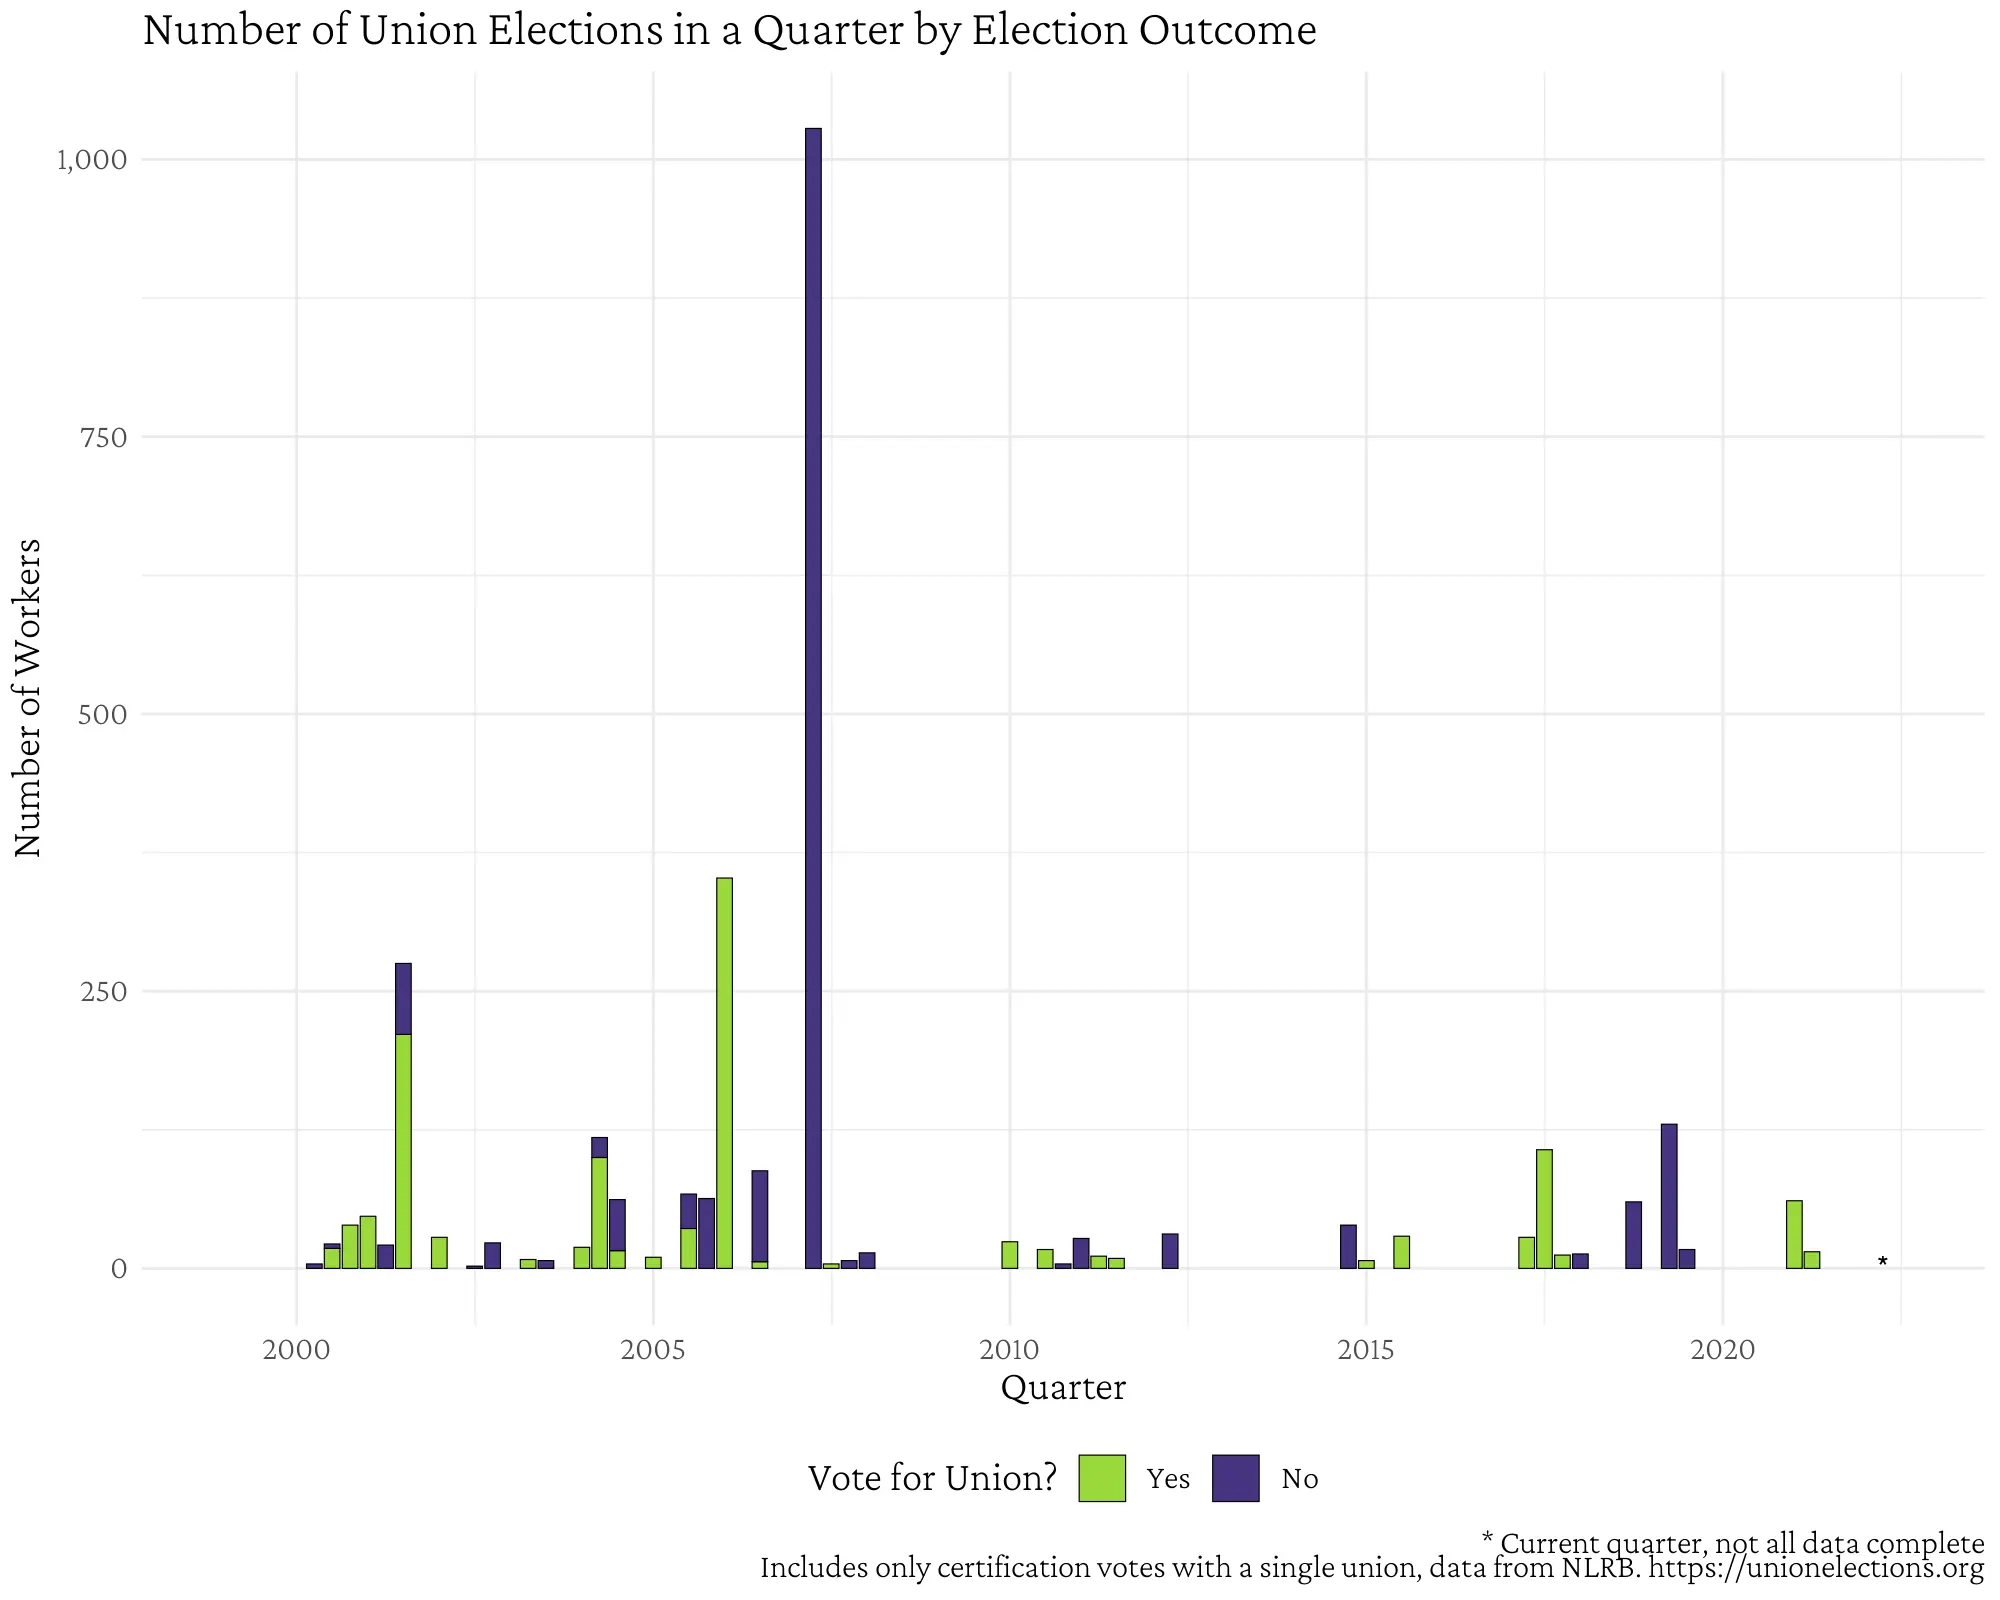 Number of Union Elections in a Quarter by Election Outcome
Number of Workers
1,000
750
500
250
0
*
2000 2005 2010 2015 2020
Quarter
Vote for Union? Yes No
* Current quarter, not all data complete
Includes only certification votes with a single union, data from NLRB. https://unionelections.org